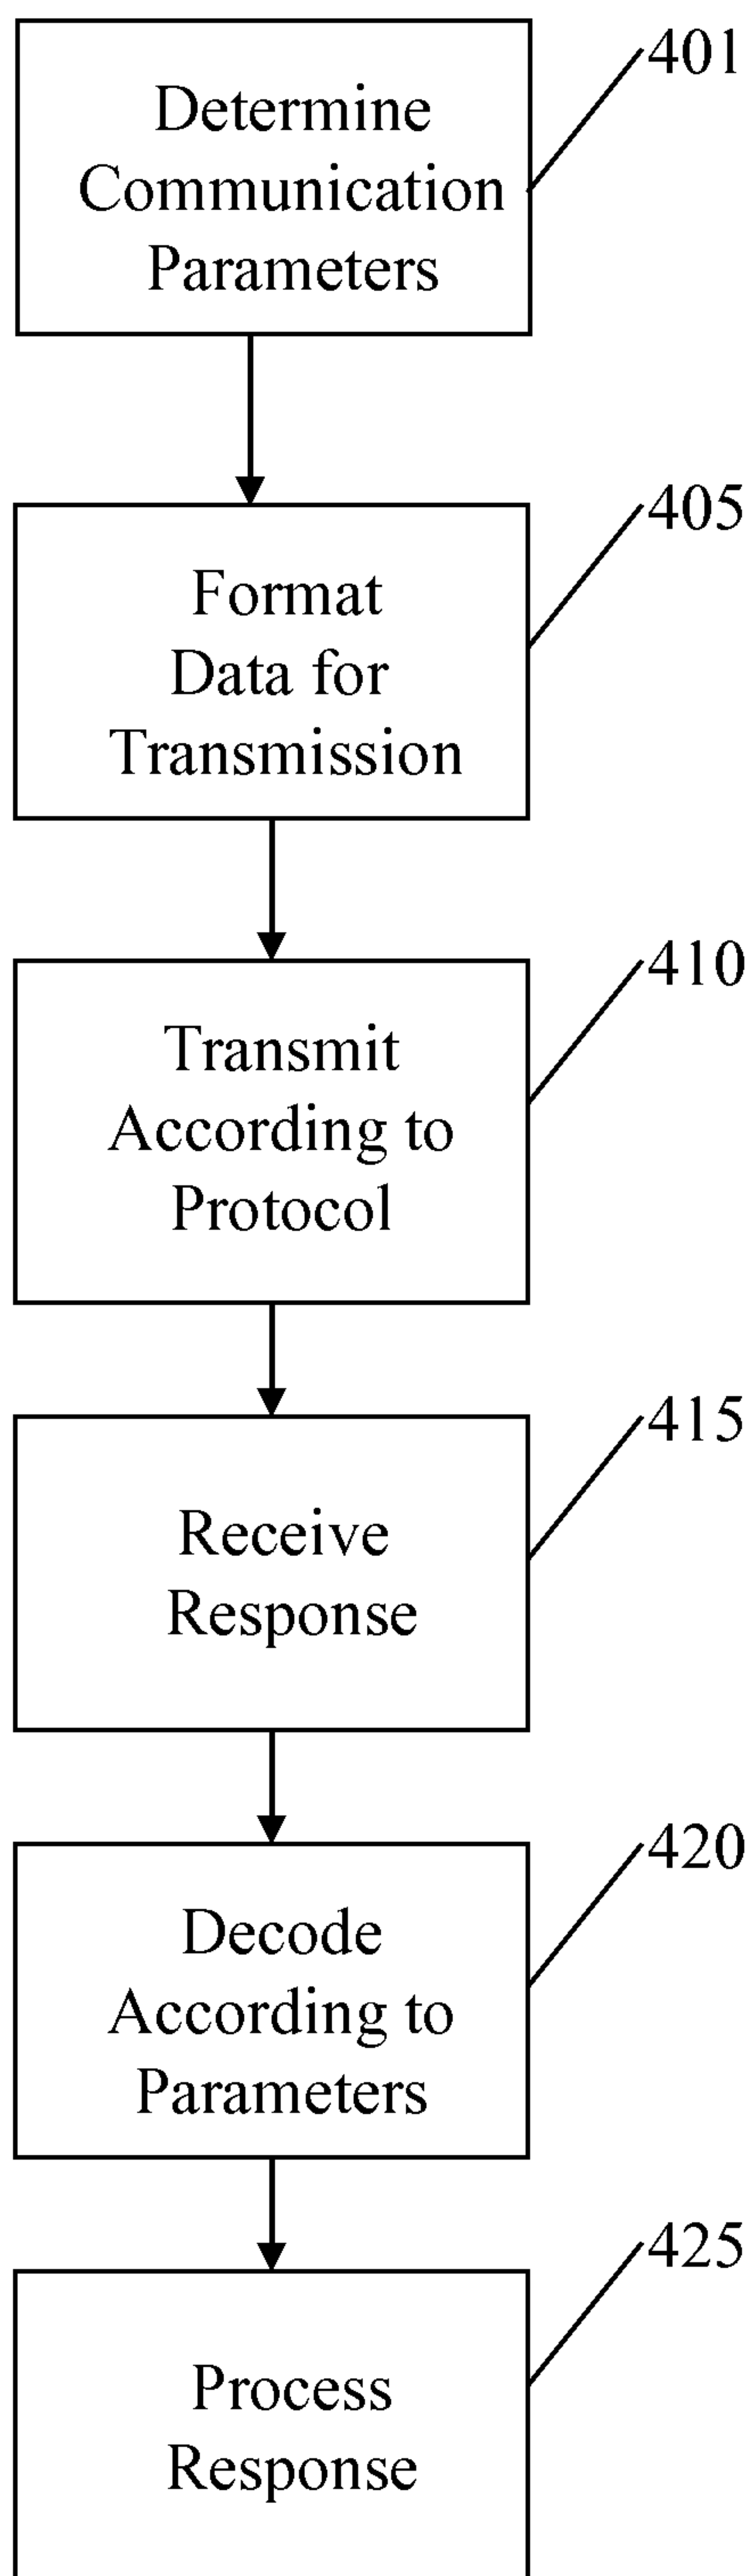 Determine
Communication
Parameters
401
Format
Data for
Transmission
405
Transmit
According to
Protocol
410
Receive
Response
415
Decode
According to
Parameters
420
Process
Response
425